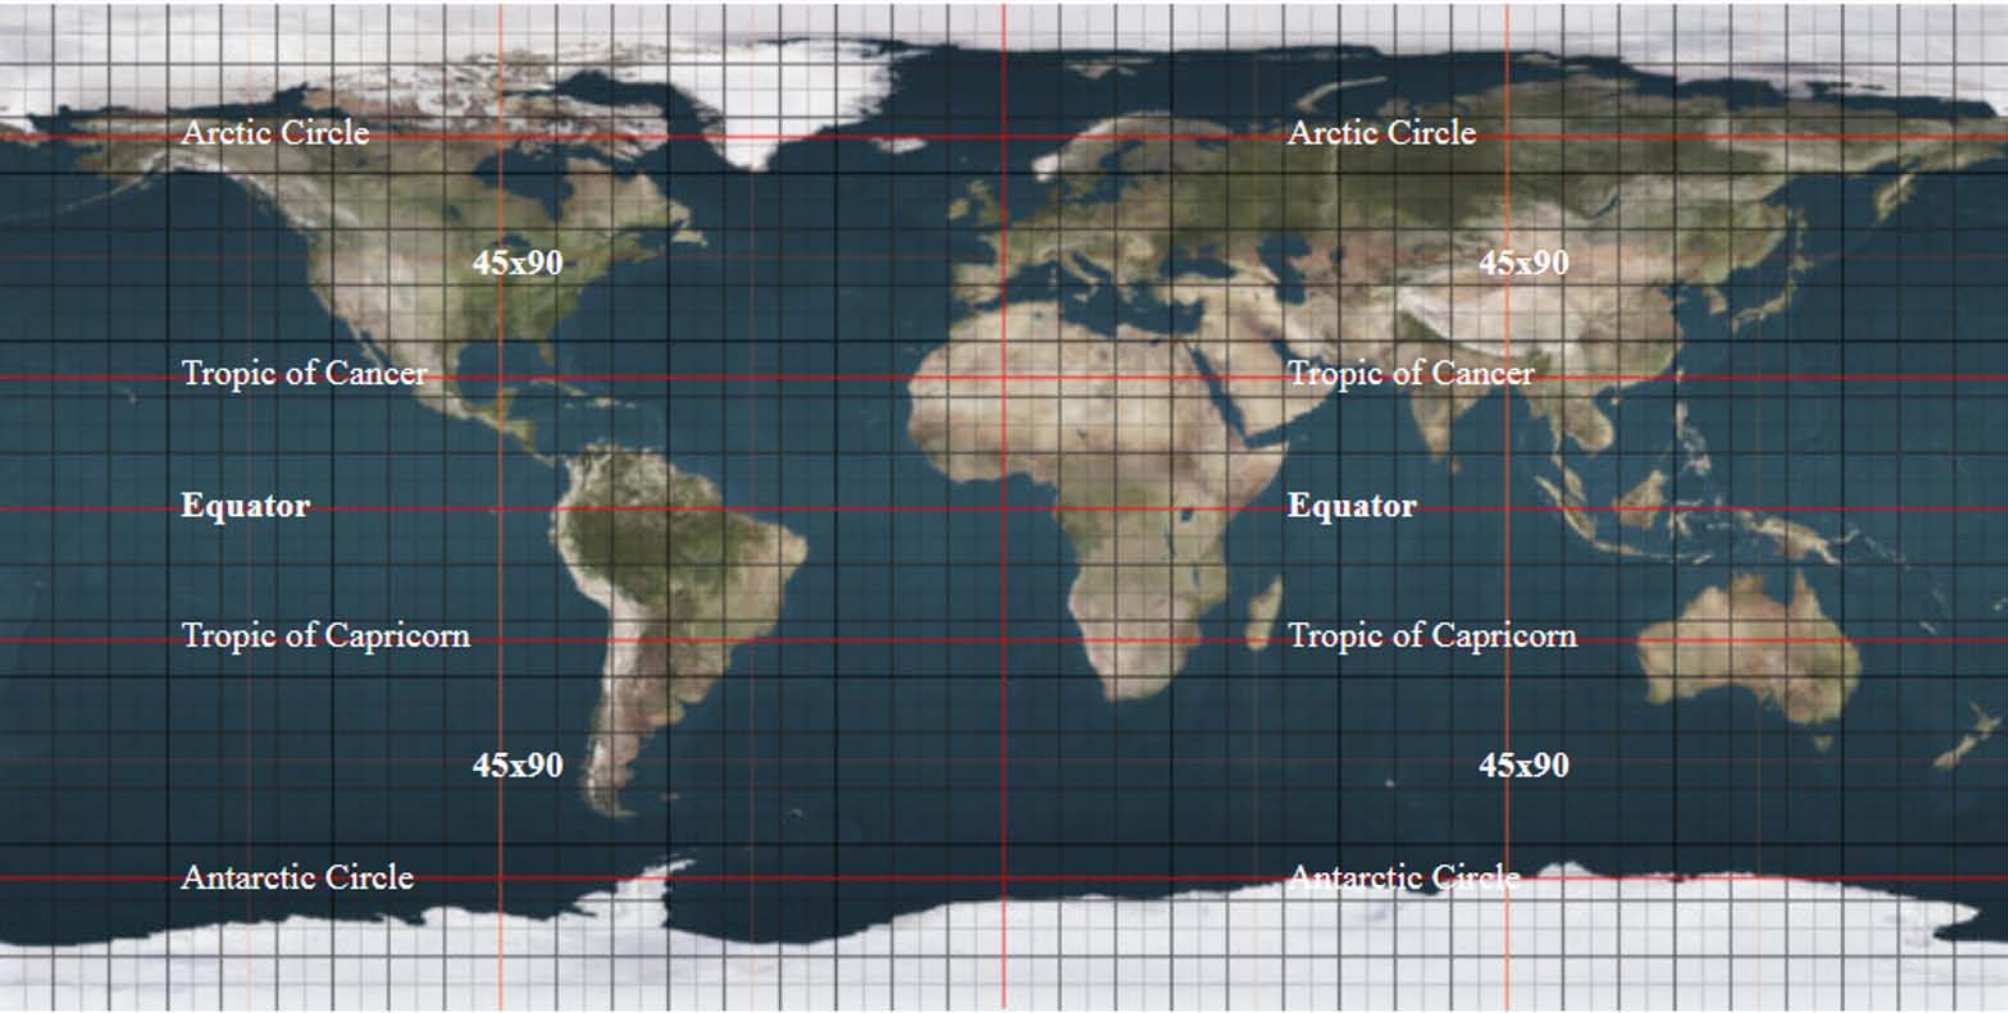 Arctic Circle
Arctic Circle
45x90
45x90
Tropic of Cancer
Tropic of Cancer
Equator
Equator
Tropic of Capricorn
Tropic of Capricorn
45x90
45x90
Antarctic Circle
Antarctic Circle